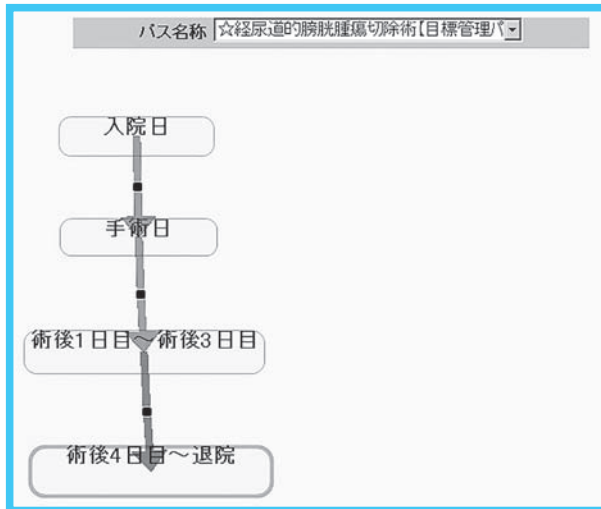 パス名称 ☆経尿道的膀胱腫瘍切除術【目標管理パ
入院日
手術日
術後1日目～術後3日目
術後4日目～退院